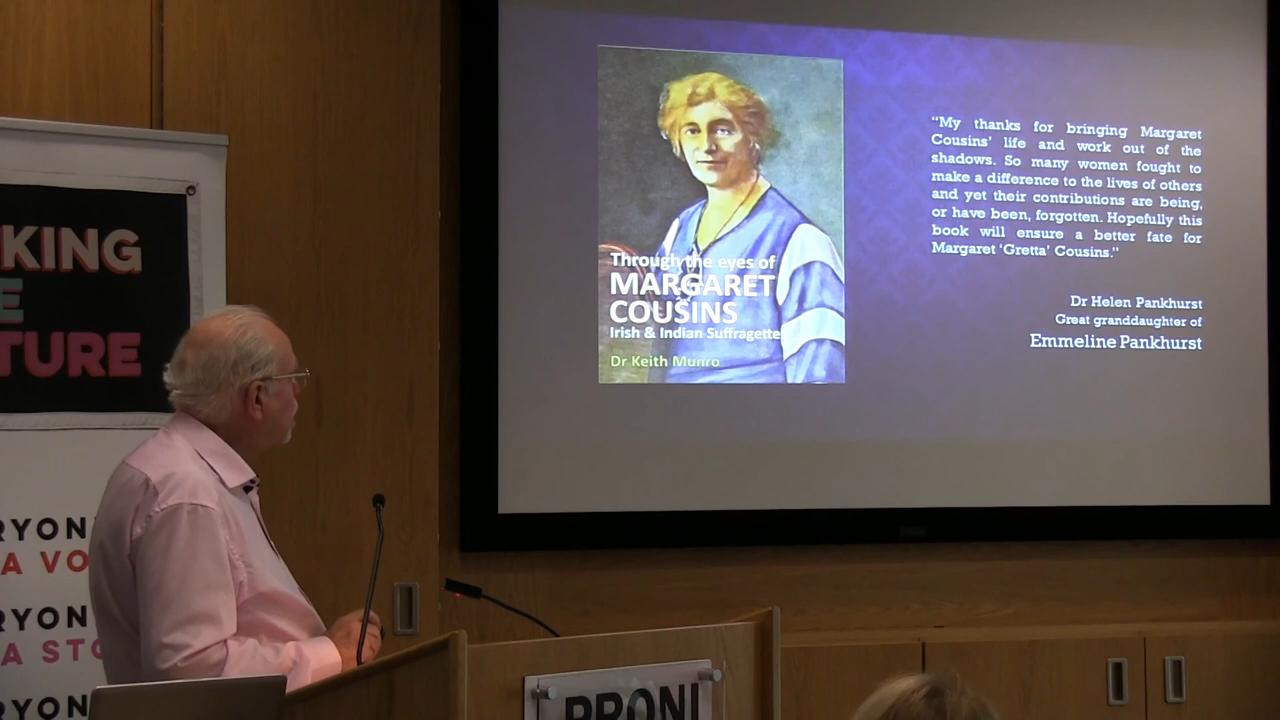 KING
E
TURE
RYON
A VO
RYON
A STO
RYON
Through the eyes of
MARGARET
COUSINS
Irish & Indian Suffragette
Dr Keith Munro
“My thanks for bringing Margaret
Cousins’ life and work out of the
shadows. So many women fought to
make a difference to the lives of others
and yet their contributions are being,
or have been, forgotten. Hopefully this
book will ensure a better fate for
Margaret ‘Gretta’ Cousins.”
Dr Helen Pankhurst
Great granddaughter of
Emmeline Pankhurst
PRONI